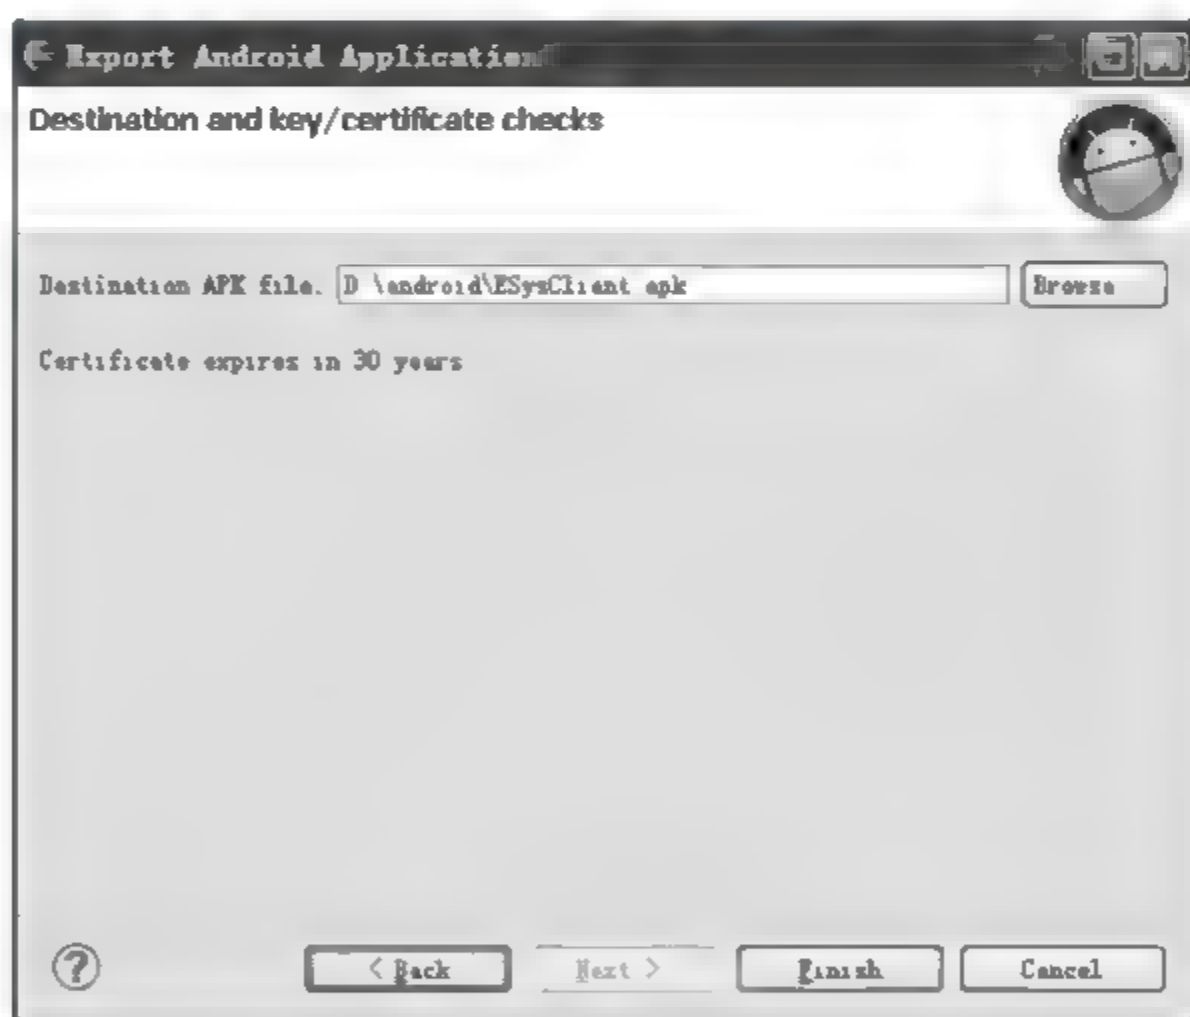 Export Android Application
Destination and key/certificate checks
Destination APK file: D:\android\ESysClient.apk Browse...
Certificate expires in 30 years
? < Back Next > Finish Cancel